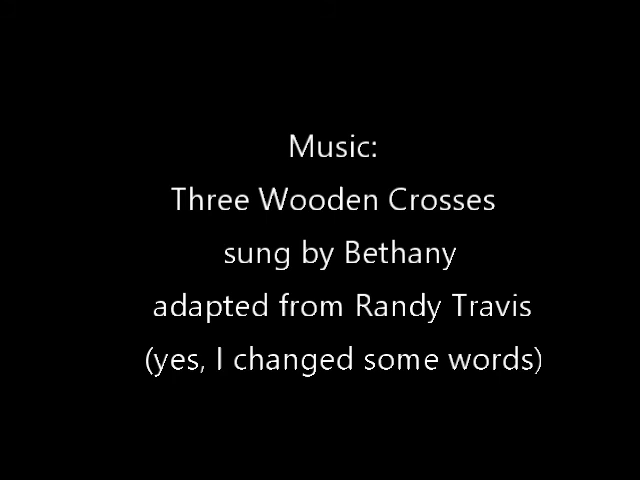 Music:
Three Wooden Crosses
sung by Bethany
adapted from Randy Travis
(yes, I changed some words)